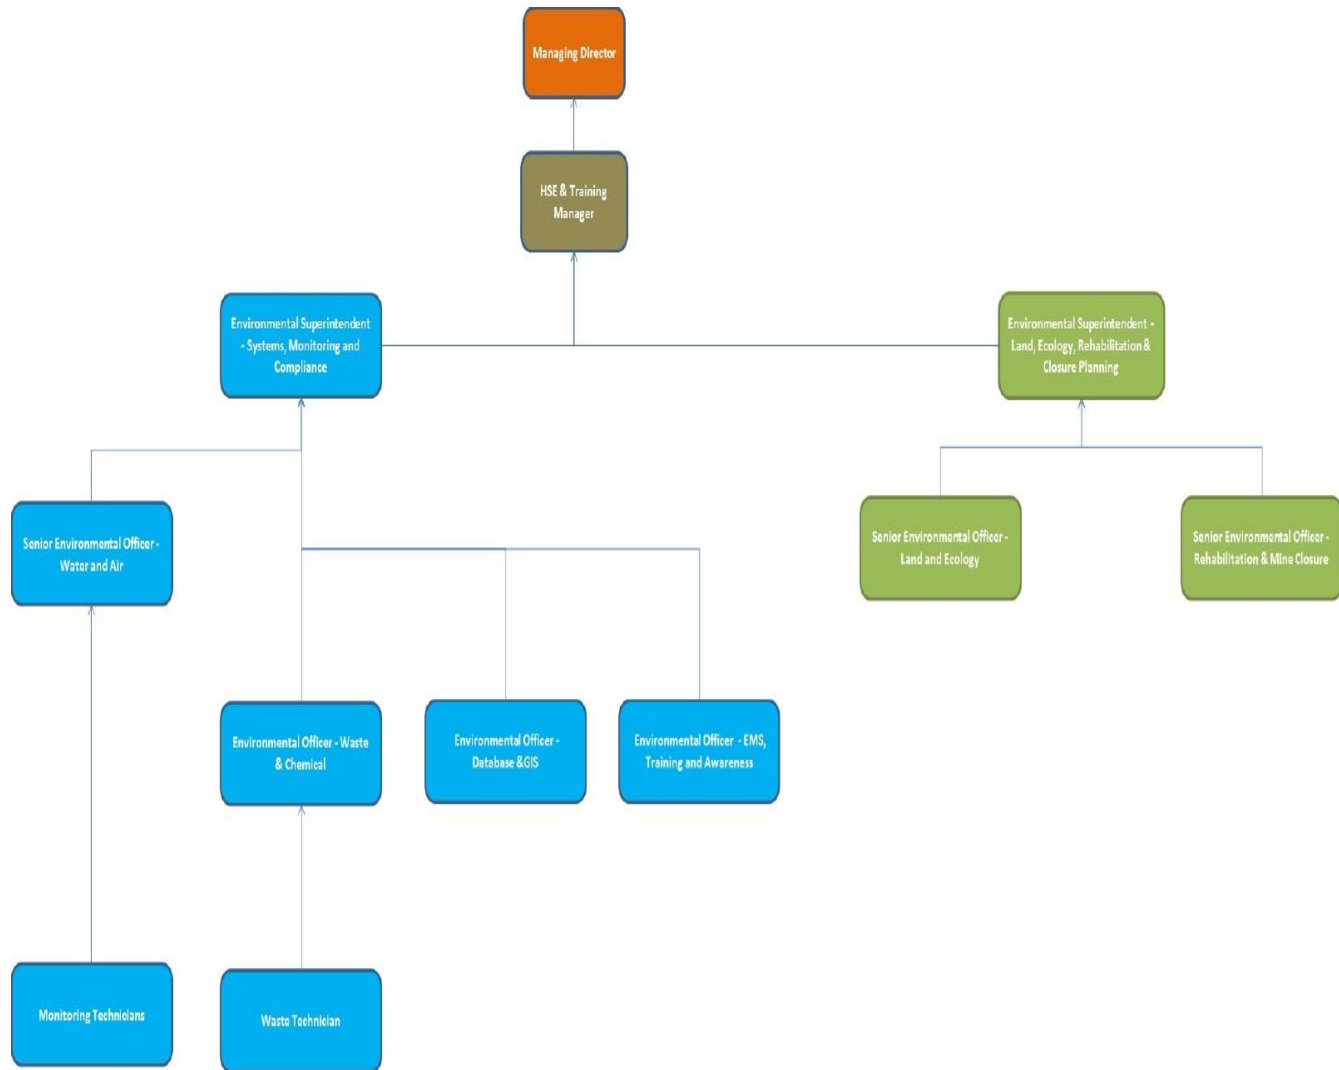 Managing Director
HSE & Training
Manager
Environmental Superintendent
- Systems, Monitoring and
Compliance
Environmental Superintendent -
Land, Ecology, Rehabilitation &
Closure Planning
Senior Environmental Officer -
Water and Air
Senior Environmental Officer -
Land and Ecology
Senior Environmental Officer -
Rehabilitation & Mine Closure
Environmental Officer - Waste
& Chemical
Environmental Officer -
Database &GIS
Environmental Officer - EMS,
Training and Awareness
Monitoring Technicians
Waste Technician